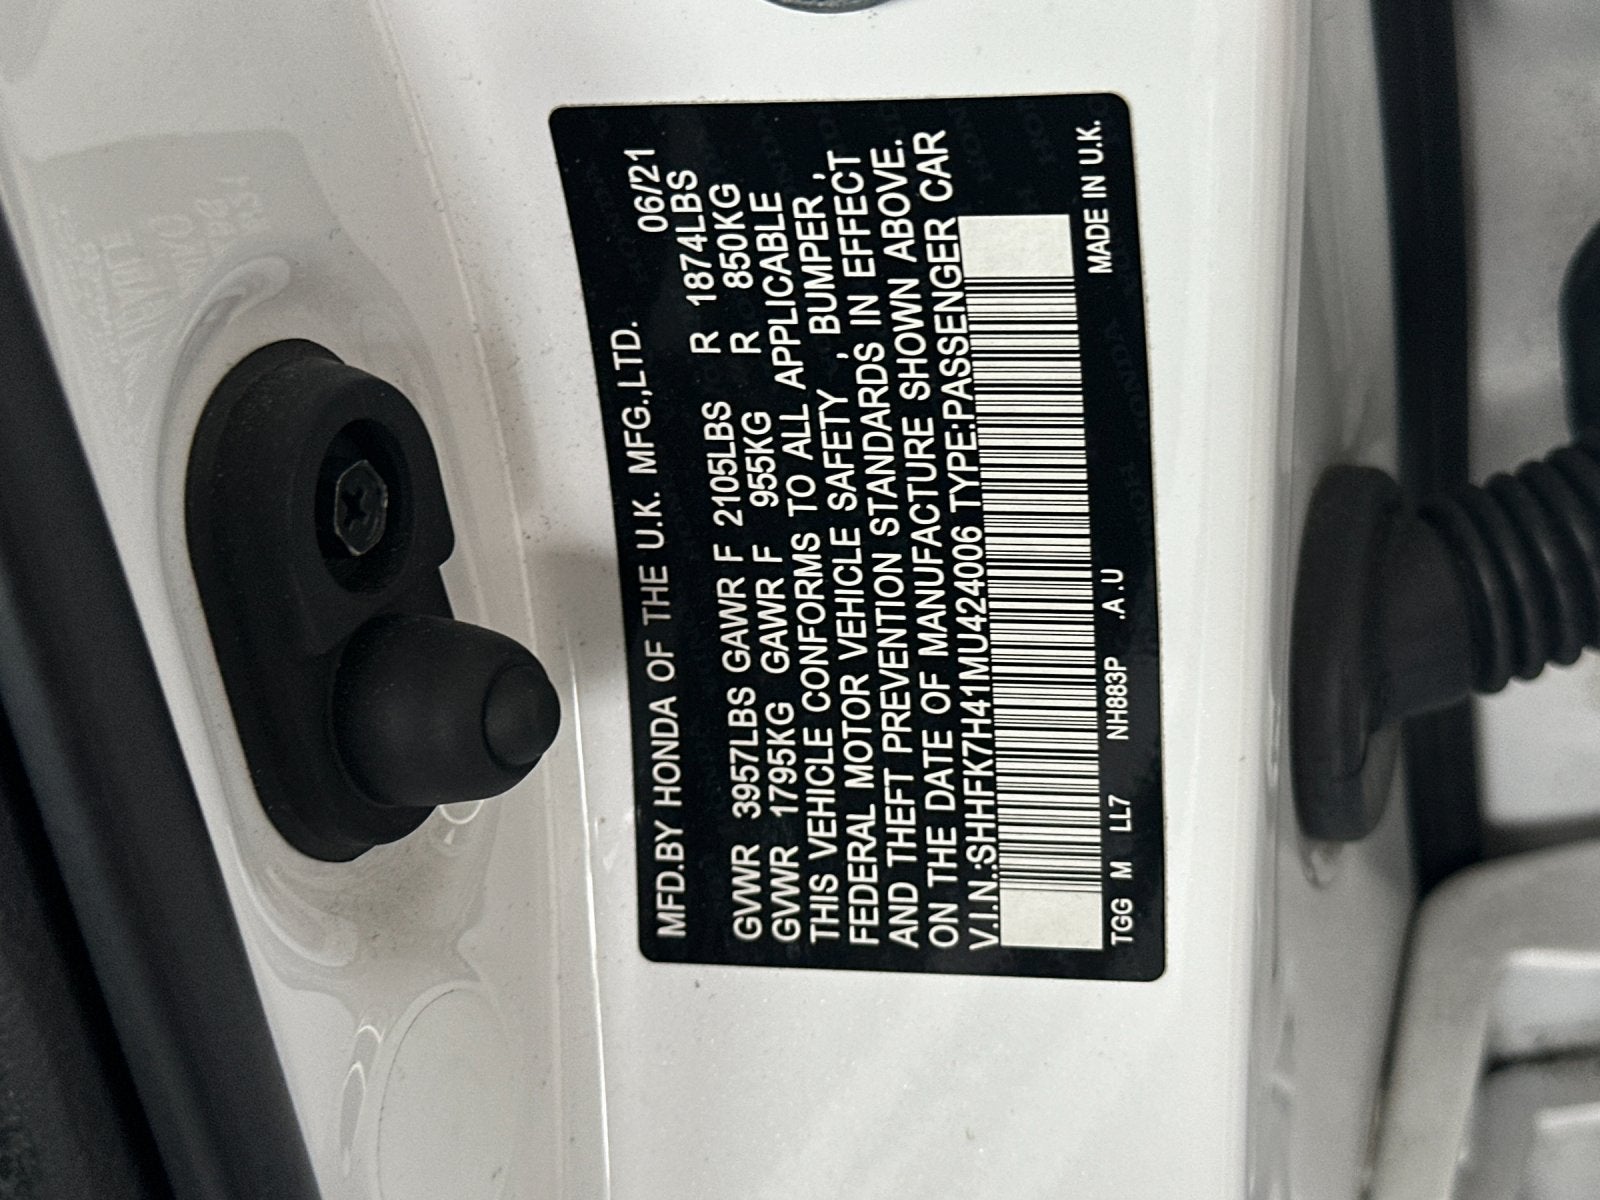 MFD.BY HONDA OF THE U.K. MFG.,LTD. 06/21
GVWR 3957LBS GAWR F 2105LBS R 1874LBS
GVWR 1795KG GAWR F 955KG R 850KG
THIS VEHICLE CONFORMS TO ALL APPLICABLE
FEDERAL MOTOR VEHICLE SAFETY, BUMPER,
AND THEFT PREVENTION STANDARDS IN EFFECT
ON THE DATE OF MANUFACTURE SHOWN ABOVE.
V.I.N.:SHHFK7H41MU424006 TYPE:PASSENGER CAR
TGG M LL7 NH883P .A.U MADE IN U.K.